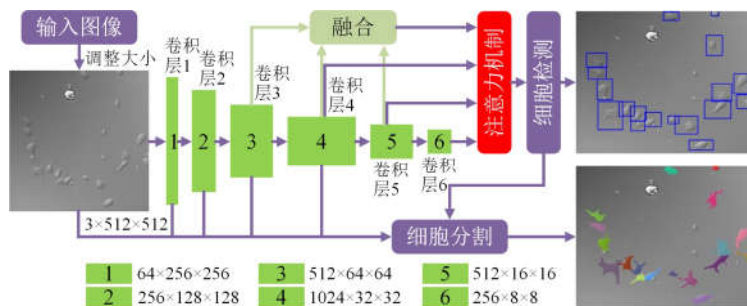 输入图像
调整大小
卷积层1
卷积层2
卷积层3
卷积层4
融合
注意力机制
细胞检测
1
2
3
4
5
6
卷积层5
卷积层6
3×512×512
细胞分割
1 64×256×256
3 512×64×64
5 512×16×16
2 256×128×128
4 1024×32×32
6 256×8×8